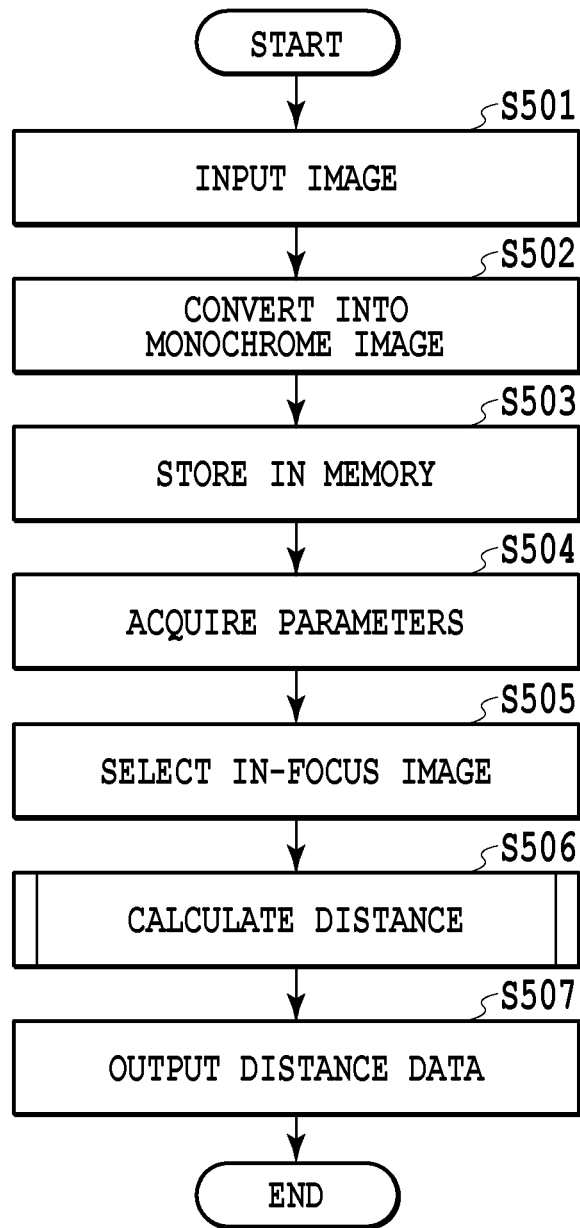 START
S501
INPUT IMAGE
S502
CONVERT INTO
MONOCHROME IMAGE
S503
STORE IN MEMORY
S504
ACQUIRE PARAMETERS
S505
SELECT IN-FOCUS IMAGE
S506
CALCULATE DISTANCE
S507
OUTPUT DISTANCE DATA
END